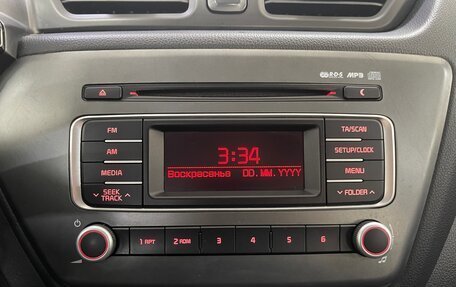 R·D·S MP3
FM
AM
MEDIA
SEEK
TRACK
3:34
Воскрасанье DD.MM.YYYY
TA/SCAN
SETUP/CLOCK
MENU
FOLDER
1 RPT 2 RDM 3 4 5 6